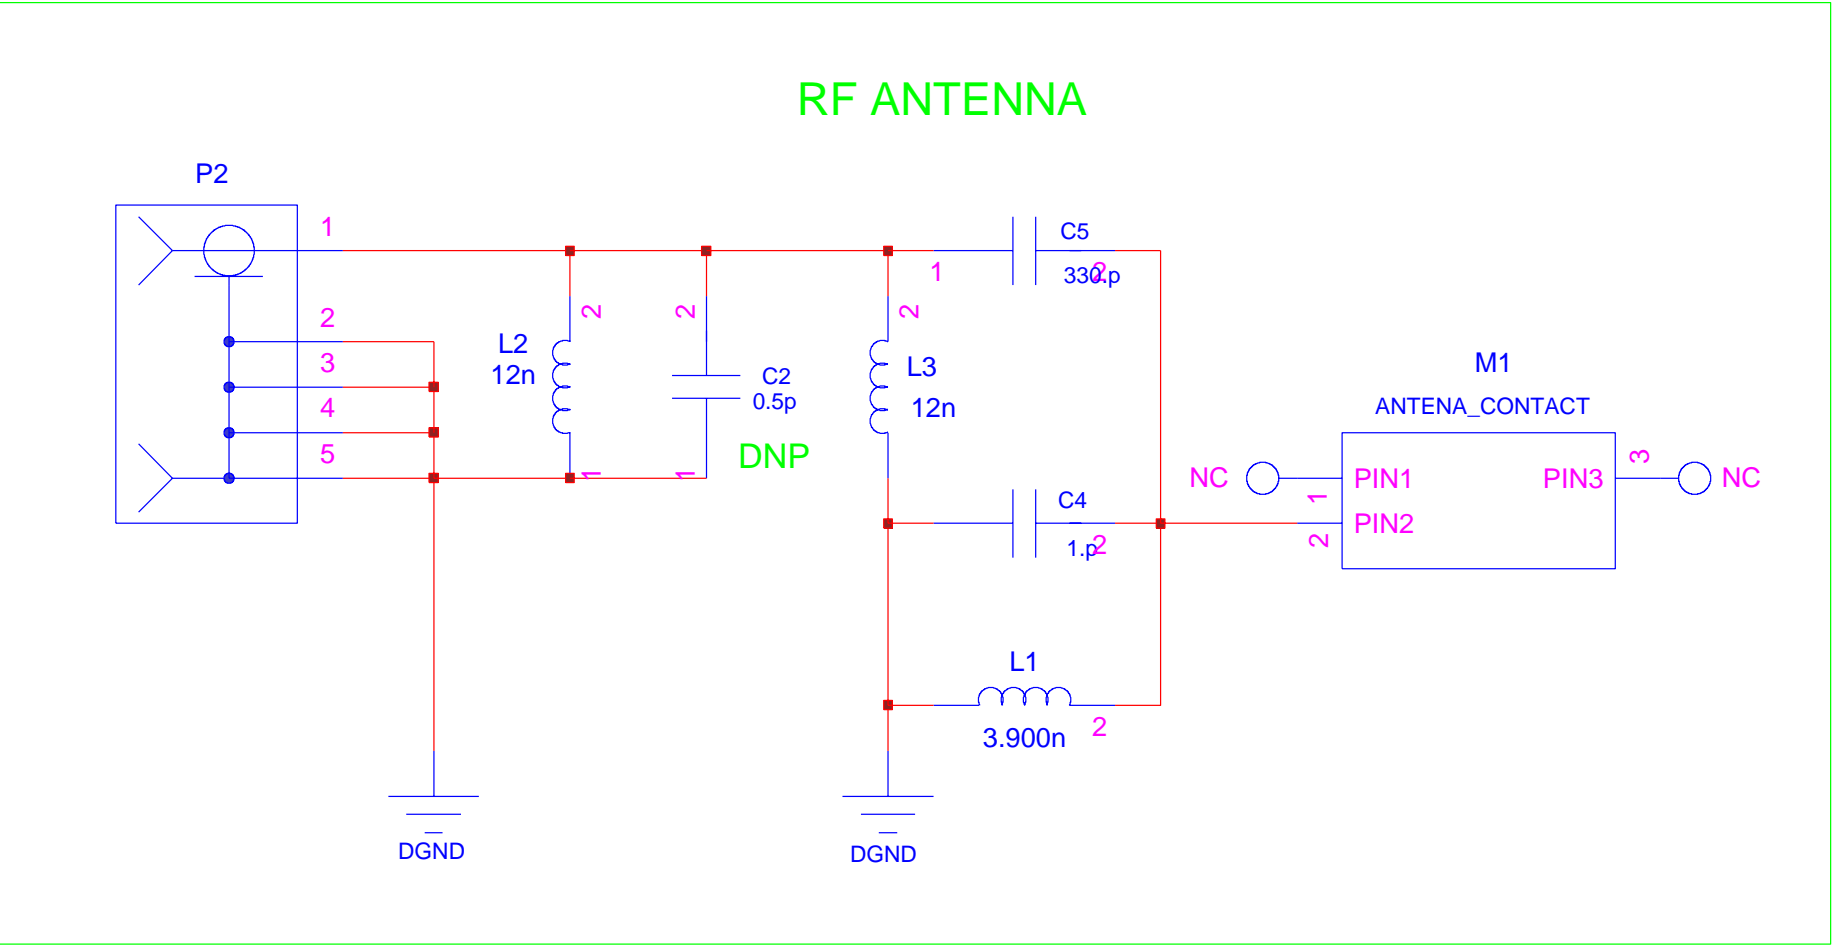 RF ANTENNA
P2
1
2
3
4
5
2
L2
12n
1
2
C2
0.5p
1
DNP
2
L3
12n
1
C5
330.p
2
C4
1.p
2
L1
3.900n
2
M1
ANTENA_CONTACT
NC
1
PIN1
PIN3
3
NC
2
PIN2
DGND
DGND